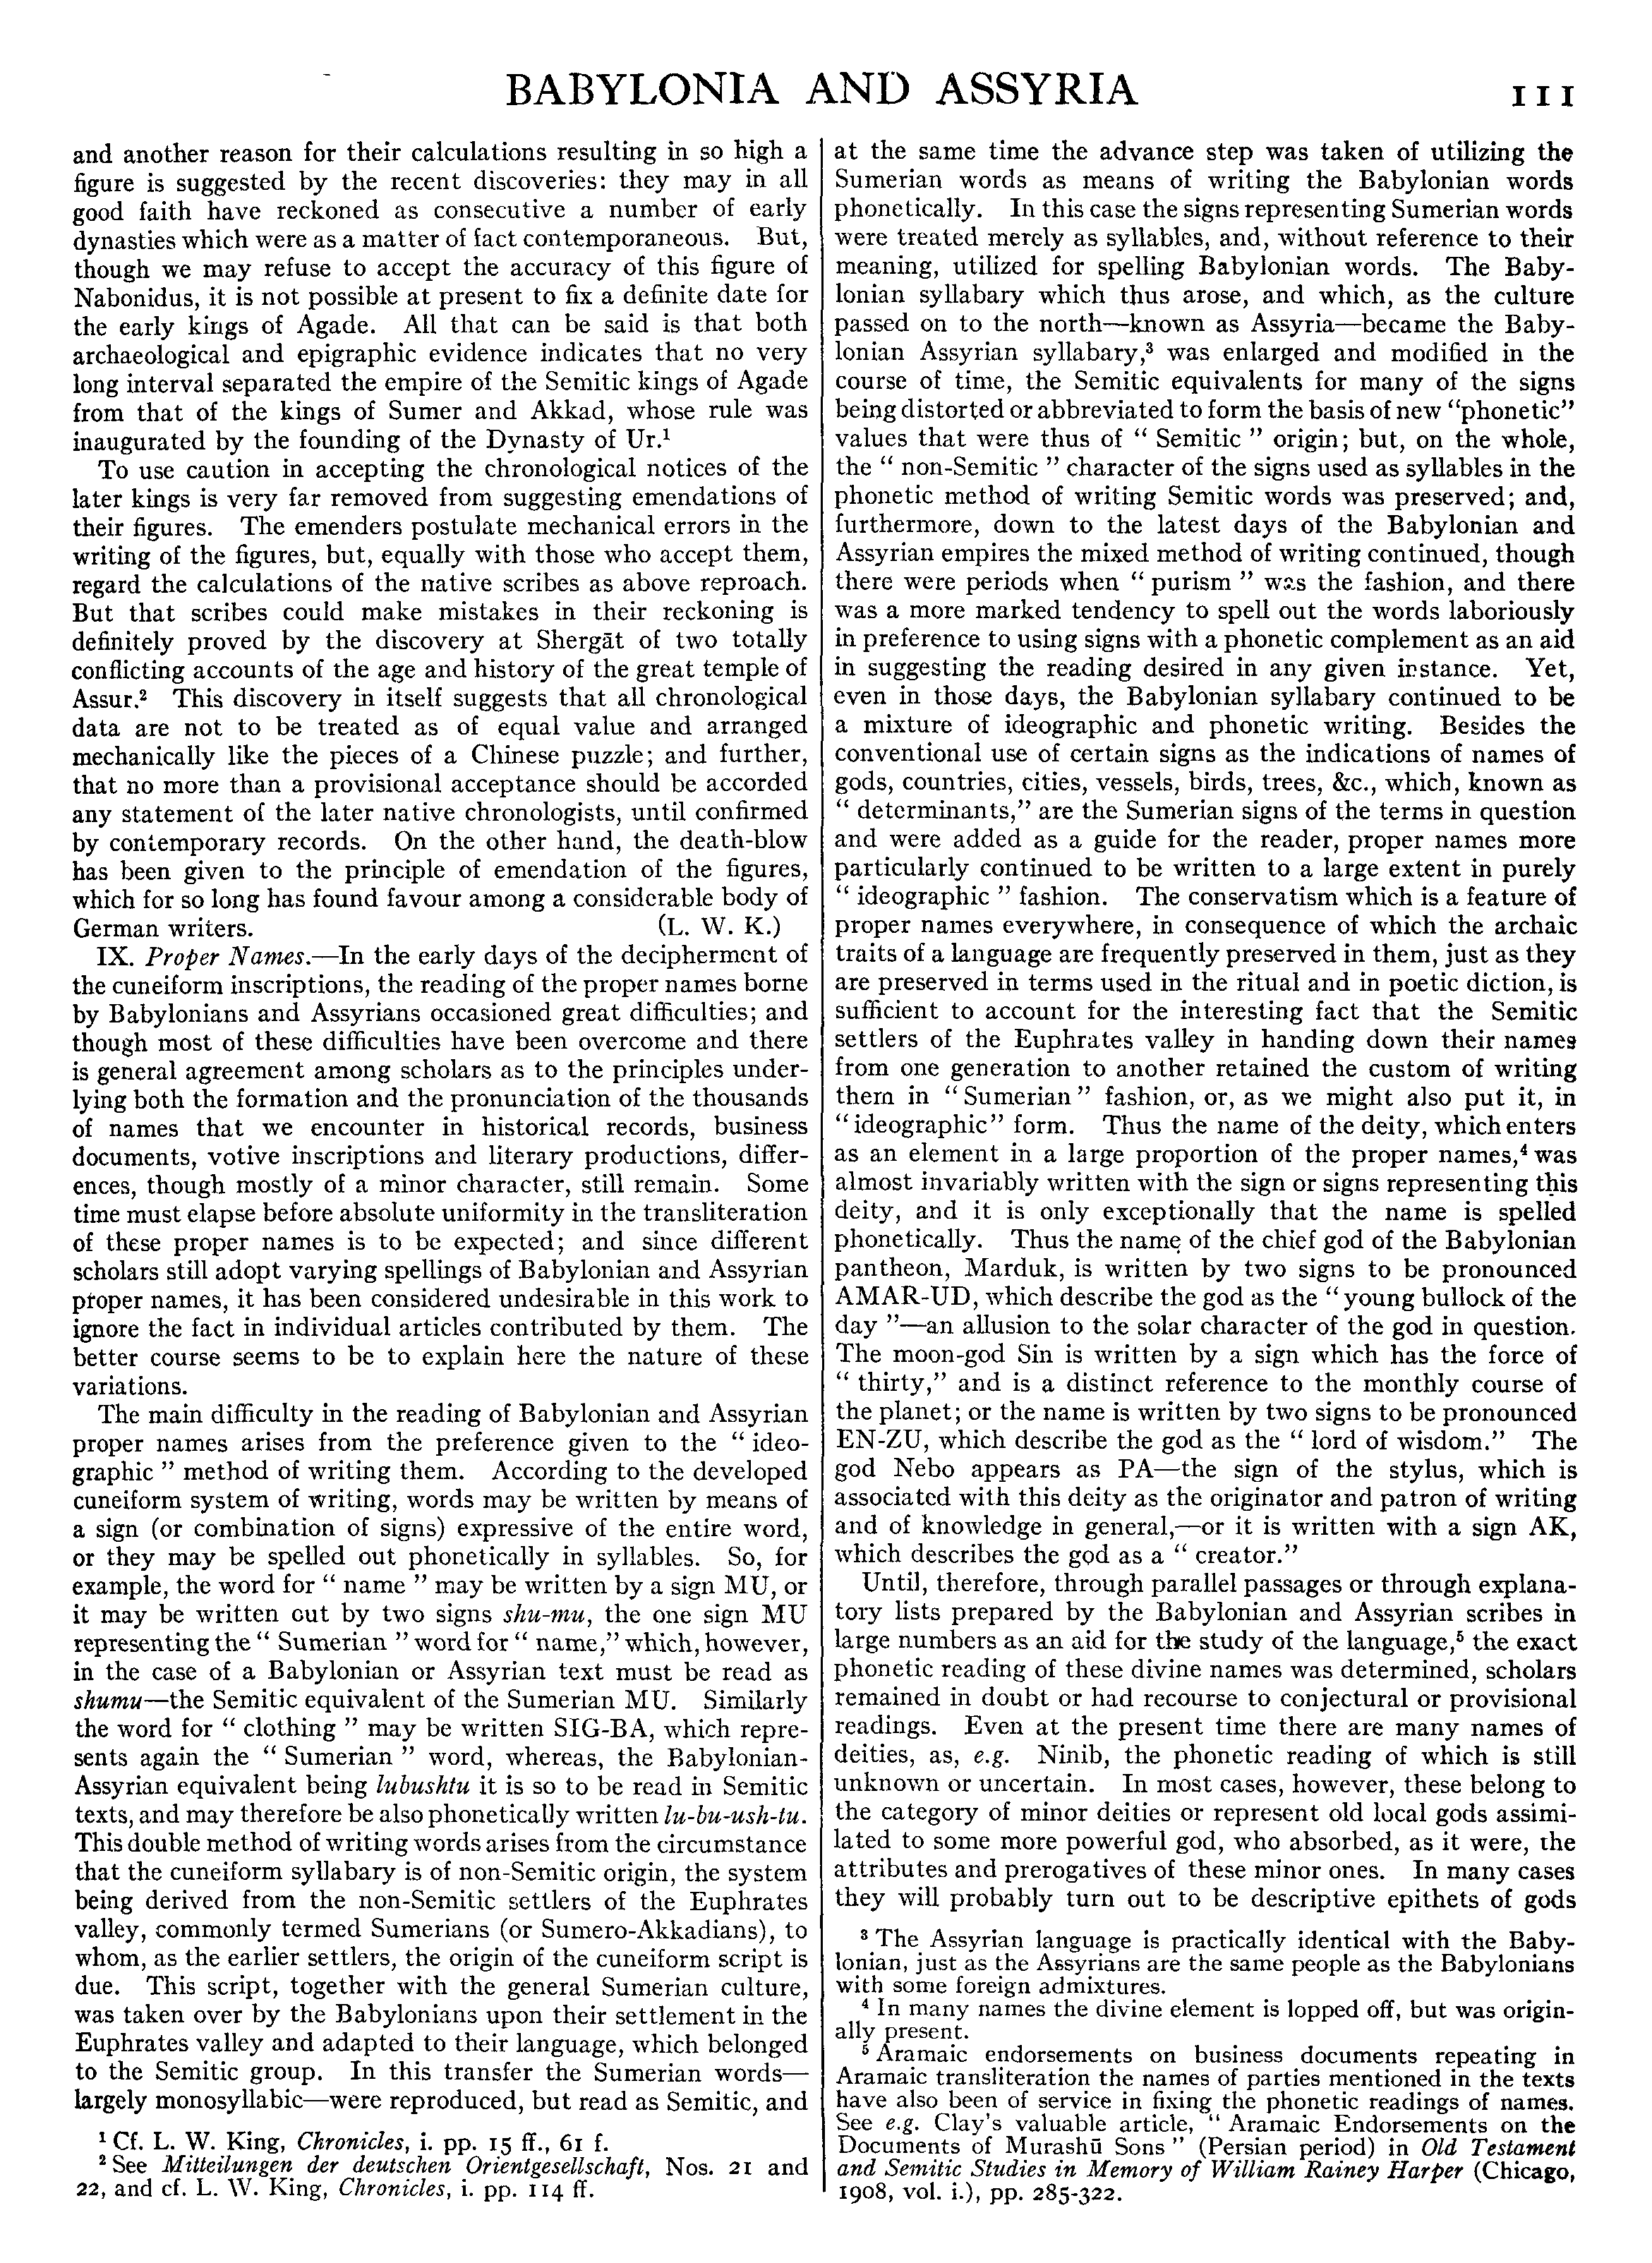 BABYLONIA AND ASSYRIA
111
and another reason for their calculations resulting in so high a
figure is suggested by the recent discoveries: they may in all
good faith have reckoned as consecutive a number of early
dynasties which were as a matter of fact contemporaneous. But,
though we may refuse to accept the accuracy of this figure of
Nabonidus, it is not possible at present to fix a definite date for
the early kings of Agade. All that can be said is that both
archaeological and epigraphic evidence indicates that no very
long interval separated the empire of the Semitic kings of Agade
from that of the kings of Sumer and Akkad, whose rule was
inaugurated by the founding of the Dynasty of Ur.¹
To use caution in accepting the chronological notices of the
later kings is very far removed from suggesting emendations of
their figures. The emenders postulate mechanical errors in the
writing of the figures, but, equally with those who accept them,
regard the calculations of the native scribes as above reproach.
But that scribes could make mistakes in their reckoning is
definitely proved by the discovery at Shergāt of two totally
conflicting accounts of the age and history of the great temple of
Assur.² This discovery in itself suggests that all chronological
data are not to be treated as of equal value and arranged
mechanically like the pieces of a Chinese puzzle; and further,
that no more than a provisional acceptance should be accorded
any statement of the later native chronologists, until confirmed
by contemporary records. On the other hand, the death-blow
has been given to the principle of emendation of the figures,
which for so long has found favour among a considerable body of
German writers. (L. W. K.)
IX. Proper Names.—In the early days of the decipherment of
the cuneiform inscriptions, the reading of the proper names borne
by Babylonians and Assyrians occasioned great difficulties; and
though most of these difficulties have been overcome and there
is general agreement among scholars as to the principles under-
lying both the formation and the pronunciation of the thousands
of names that we encounter in historical records, business
documents, votive inscriptions and literary productions, differ-
ences, though mostly of a minor character, still remain. Some
time must elapse before absolute uniformity in the transliteration
of these proper names is to be expected; and since different
scholars still adopt varying spellings of Babylonian and Assyrian
proper names, it has been considered undesirable in this work to
ignore the fact in individual articles contributed by them. The
better course seems to be to explain here the nature of these
variations.
The main difficulty in the reading of Babylonian and Assyrian
proper names arises from the preference given to the " ideo-
graphic " method of writing them. According to the developed
cuneiform system of writing, words may be written by means of
a sign (or combination of signs) expressive of the entire word,
or they may be spelled out phonetically in syllables. So, for
example, the word for " name " may be written by a sign MU, or
it may be written out by two signs shu-mu, the one sign MU
representing the " Sumerian " word for " name," which, however,
in the case of a Babylonian or Assyrian text must be read as
shumu—the Semitic equivalent of the Sumerian MU. Similarly
the word for " clothing " may be written SIG-BA, which repre-
sents again the " Sumerian " word, whereas, the Babylonian-
Assyrian equivalent being lubushtu it is so to be read in Semitic
texts, and may therefore be also phonetically written lu-bu-ush-tu.
This double method of writing words arises from the circumstance
that the cuneiform syllabary is of non-Semitic origin, the system
being derived from the non-Semitic settlers of the Euphrates
valley, commonly termed Sumerians (or Sumero-Akkadians), to
whom, as the earlier settlers, the origin of the cuneiform script is
due. This script, together with the general Sumerian culture,
was taken over by the Babylonians upon their settlement in the
Euphrates valley and adapted to their language, which belonged
to the Semitic group. In this transfer the Sumerian words—
largely monosyllabic—were reproduced, but read as Semitic, and
¹ Cf. L. W. King, Chronicles, i. pp. 15 ff., 61 f.
² See Mitteilungen der deutschen Orientgesellschaft, Nos. 21 and
22, and cf. L. W. King, Chronicles, i. pp. 114 ff.
at the same time the advance step was taken of utilizing the
Sumerian words as means of writing the Babylonian words
phonetically. In this case the signs representing Sumerian words
were treated merely as syllables, and, without reference to their
meaning, utilized for spelling Babylonian words. The Baby-
lonian syllabary which thus arose, and which, as the culture
passed on to the north—known as Assyria—became the Baby-
lonian Assyrian syllabary,³ was enlarged and modified in the
course of time, the Semitic equivalents for many of the signs
being distorted or abbreviated to form the basis of new "phonetic"
values that were thus of " Semitic " origin; but, on the whole,
the " non-Semitic " character of the signs used as syllables in the
phonetic method of writing Semitic words was preserved; and,
furthermore, down to the latest days of the Babylonian and
Assyrian empires the mixed method of writing continued, though
there were periods when " purism " was the fashion, and there
was a more marked tendency to spell out the words laboriously
in preference to using signs with a phonetic complement as an aid
in suggesting the reading desired in any given instance. Yet,
even in those days, the Babylonian syllabary continued to be
a mixture of ideographic and phonetic writing. Besides the
conventional use of certain signs as the indications of names of
gods, countries, cities, vessels, birds, trees, &c., which, known as
" determinants," are the Sumerian signs of the terms in question
and were added as a guide for the reader, proper names more
particularly continued to be written to a large extent in purely
" ideographic " fashion. The conservatism which is a feature of
proper names everywhere, in consequence of which the archaic
traits of a language are frequently preserved in them, just as they
are preserved in terms used in the ritual and in poetic diction, is
sufficient to account for the interesting fact that the Semitic
settlers of the Euphrates valley in handing down their names
from one generation to another retained the custom of writing
them in " Sumerian " fashion, or, as we might also put it, in
"ideographic" form. Thus the name of the deity, which enters
as an element in a large proportion of the proper names,⁴ was
almost invariably written with the sign or signs representing this
deity, and it is only exceptionally that the name is spelled
phonetically. Thus the name of the chief god of the Babylonian
pantheon, Marduk, is written by two signs to be pronounced
AMAR-UD, which describe the god as the " young bullock of the
day "—an allusion to the solar character of the god in question.
The moon-god Sin is written by a sign which has the force of
" thirty," and is a distinct reference to the monthly course of
the planet; or the name is written by two signs to be pronounced
EN-ZU, which describe the god as the " lord of wisdom." The
god Nebo appears as PA—the sign of the stylus, which is
associated with this deity as the originator and patron of writing
and of knowledge in general,—or it is written with a sign AK,
which describes the god as a " creator."
Until, therefore, through parallel passages or through explana-
tory lists prepared by the Babylonian and Assyrian scribes in
large numbers as an aid for the study of the language,⁵ the exact
phonetic reading of these divine names was determined, scholars
remained in doubt or had recourse to conjectural or provisional
readings. Even at the present time there are many names of
deities, as, e.g. Ninib, the phonetic reading of which is still
unknown or uncertain. In most cases, however, these belong to
the category of minor deities or represent old local gods assimi-
lated to some more powerful god, who absorbed, as it were, the
attributes and prerogatives of these minor ones. In many cases
they will probably turn out to be descriptive epithets of gods
³ The Assyrian language is practically identical with the Baby-
lonian, just as the Assyrians are the same people as the Babylonians
with some foreign admixtures.
⁴ In many names the divine element is lopped off, but was origin-
ally present.
⁵ Aramaic endorsements on business documents repeating in
Aramaic transliteration the names of parties mentioned in the texts
have also been of service in fixing the phonetic readings of names.
See e.g. Clay's valuable article, " Aramaic Endorsements on the
Documents of Murashū Sons " (Persian period) in Old Testament
and Semitic Studies in Memory of William Rainey Harper (Chicago,
1908, vol. i.), pp. 285-322.